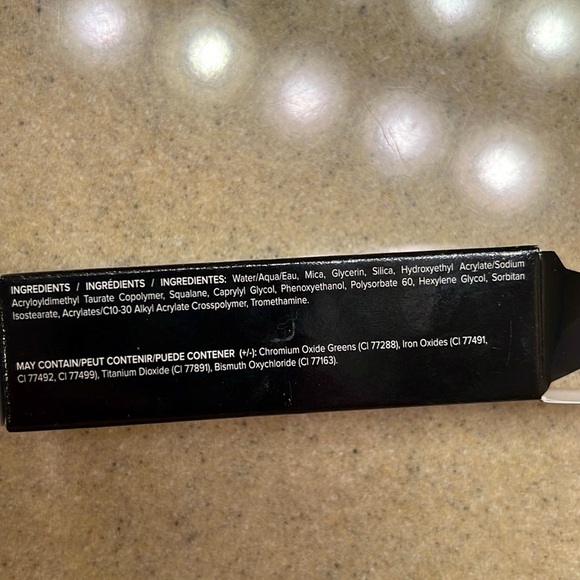 INGREDIENTS / INGRÉDIENTS / INGREDIENTES: Water/Aqua/Eau, Mica, Glycerin, Silica, Hydroxyethyl Acrylate/Sodium
Acryloyldimethyl Taurate Copolymer, Squalane, Caprylyl Glycol, Phenoxyethanol, Polysorbate 60, Hexylene Glycol, Sorbitan
Isostearate, Acrylates/C10-30 Alkyl Acrylate Crosspolymer, Tromethamine.
MAY CONTAIN/PEUT CONTENIR/PUEDE CONTENER (+/-): Chromium Oxide Greens (CI 77288), Iron Oxides (CI 77491,
CI 77492, CI 77499), Titanium Dioxide (CI 77891), Bismuth Oxychloride (CI 77163).